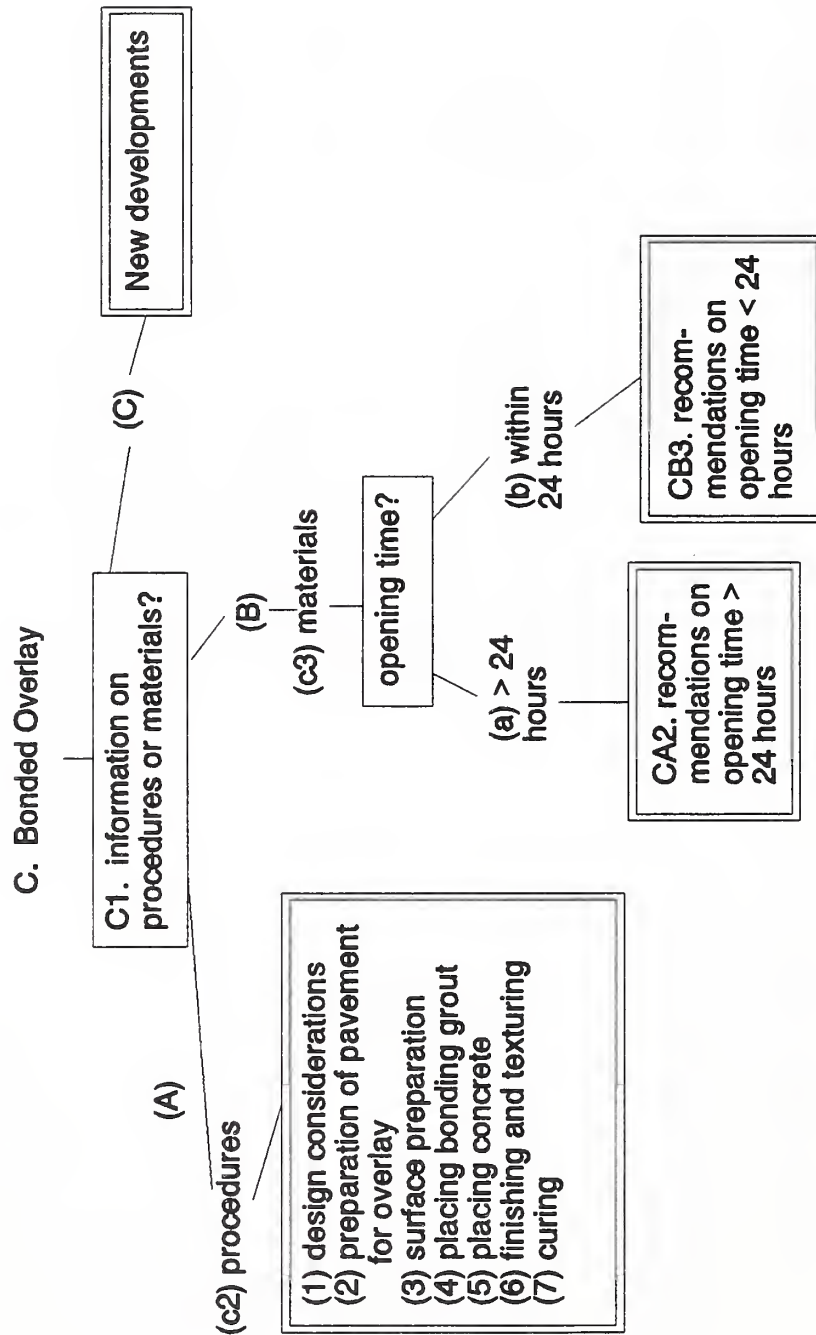 C. Bonded Overlay
C1. information on
procedures or materials?
(A)
(B)
(C)
New developments
(c2) procedures
(1) design considerations
(2) preparation of pavement
for overlay
(3) surface preparation
(4) placing bonding grout
(5) placing concrete
(6) finishing and texturing
(7) curing
(c3) materials
opening time?
(a) > 24
hours
(b) within
24 hours
CA2. recom-
mendations on
opening time >
24 hours
CB3. recom-
mendations on
opening time < 24
hours